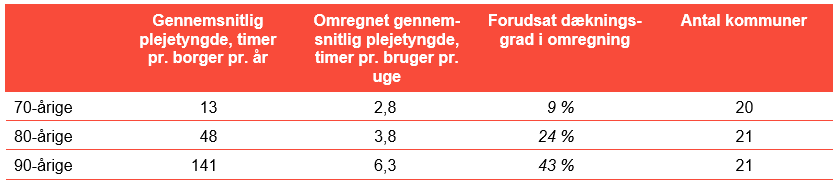 Gennemsnitlig plejetyngde, timer pr. borger pr. år
Omregnet gennem-snitlig plejetyngde, timer pr. bruger pr. uge
Forudsat dæknings-grad i omregning
Antal kommuner
70-årige 13 2,8 9 % 20
80-årige 48 3,8 24 % 21
90-årige 141 6,3 43 % 21